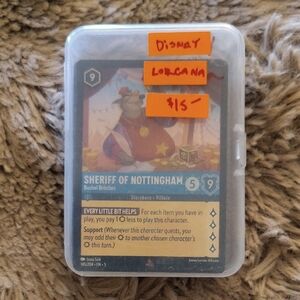 DISNEY
LORCANA
$15-
9
SHERIFF OF NOTTINGHAM
Bushel Britches
5
9
Storyborn • Villain
EVERY LITTLE BIT HELPS For each item you have in
play, you pay 1 less to play this character.
Support (Whenever this character quests, you
may add their to another chosen character's
this turn.)